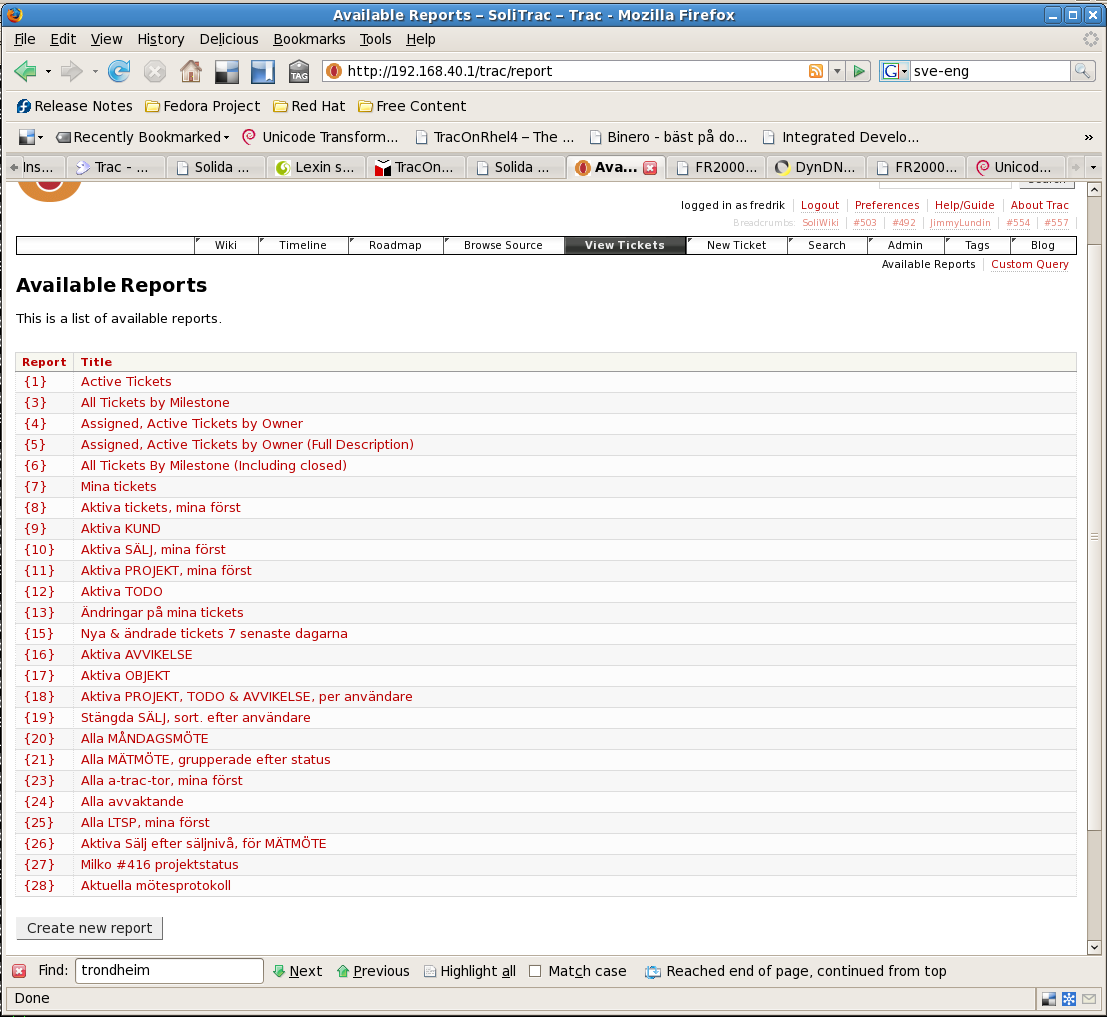 Available Reports – SoliTrac – Trac - Mozilla Firefox
File Edit View History Delicious Bookmarks Tools Help
TAG http://192.168.40.1/trac/report G sve-eng
Release Notes Fedora Project Red Hat Free Content
Recently Bookmarked Unicode Transform... TracOnRhel4 – The ... Binero - bäst på do... Integrated Develo... »
Ins... Trac - ... Solida ... Lexin s... TracOn... Solida ... Ava... FR2000... DynDN... FR2000... Unicod...
logged in as fredrik Logout Preferences Help/Guide About Trac
Breadcrumbs: SoliWiki #503 #492 JimmyLundin #554 #557
Wiki Timeline Roadmap Browse Source View Tickets New Ticket Search Admin Tags Blog
Available Reports Custom Query
Available Reports
This is a list of available reports.
Report Title
{1} Active Tickets
{3} All Tickets by Milestone
{4} Assigned, Active Tickets by Owner
{5} Assigned, Active Tickets by Owner (Full Description)
{6} All Tickets By Milestone (Including closed)
{7} Mina tickets
{8} Aktiva tickets, mina först
{9} Aktiva KUND
{10} Aktiva SÄLJ, mina först
{11} Aktiva PROJEKT, mina först
{12} Aktiva TODO
{13} Ändringar på mina tickets
{15} Nya & ändrade tickets 7 senaste dagarna
{16} Aktiva AVVIKELSE
{17} Aktiva OBJEKT
{18} Aktiva PROJEKT, TODO & AVVIKELSE, per användare
{19} Stängda SÄLJ, sort. efter användare
{20} Alla MÅNDAGSMÖTE
{21} Alla MÄTMÖTE, grupperade efter status
{23} Alla a-trac-tor, mina först
{24} Alla avvaktande
{25} Alla LTSP, mina först
{26} Aktiva Sälj efter säljnivå, för MÄTMÖTE
{27} Milko #416 projektstatus
{28} Aktuella mötesprotokoll
Create new report
Find: trondheim Next Previous Highlight all Match case Reached end of page, continued from top
Done